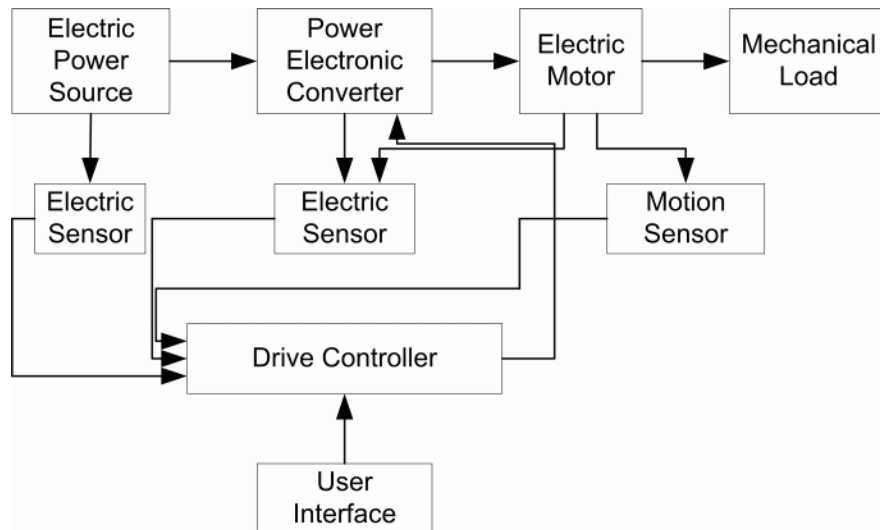 Electric
Power
Source
Power
Electronic
Converter
Electric
Motor
Mechanical
Load
Electric
Sensor
Electric
Sensor
Motion
Sensor
Drive Controller
User
Interface